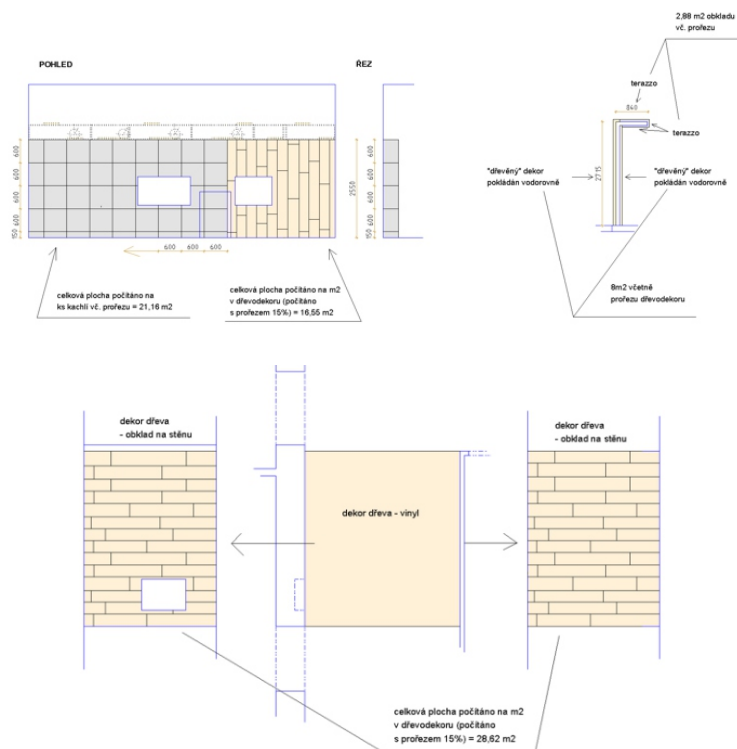 2,88 m2 obkladu
vč. prořezu
POHLED
ŘEZ
terazzo
840
terazzo
600
600
600
600
150
2550
600
600
600
600
150
2715
"dřevěný" dekor
pokládán vodorovně
"dřevěný" dekor
pokládán vodorovně
600
600
600
celková plocha počítáno na
ks kachlí vč. prořezu = 21,16 m2
celková plocha počítáno na m2
v dřevodekoru (počítáno
s prořezem 15%) = 16,55 m2
8m2 včetně
prořezu dřevodekoru
dekor dřeva
- obklad na stěnu
dekor dřeva
- obklad na stěnu
dekor dřeva - vinyl
celková plocha počítáno na m2
v dřevodekoru (počítáno
s prořezem 15%) = 28,62 m2